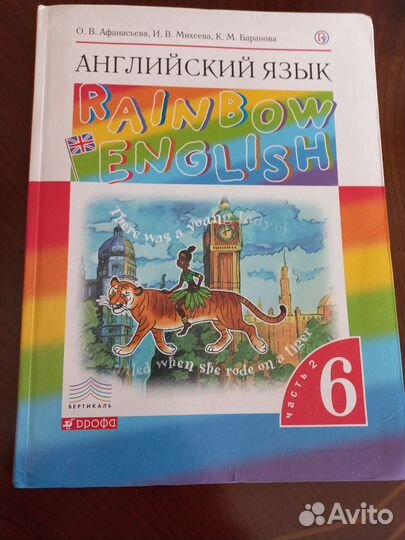 О. В. Афанасьева, И. В. Михеева, К. М. Баранова
АНГЛИЙСКИЙ ЯЗЫК
RAINBOW
ENGLISH
There was a young lady of
smiled when she rode on a tiger
часть 2
6
ВЕРТИКАЛЬ
дрофа
Avito